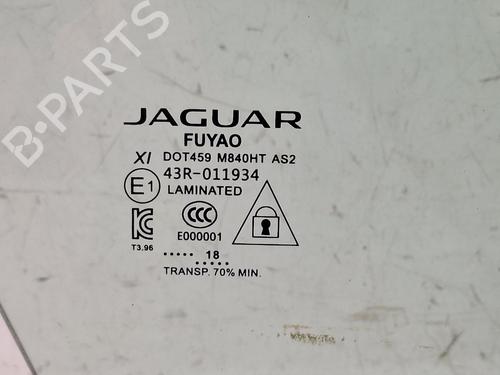 B-PARTS
JAGUAR
FUYAO
XI DOT459 M840HT AS2
E1 43R-011934
LAMINATED
KC CCC
T3.96 E000001
..... 18 .....
TRANSP. 70% MIN.